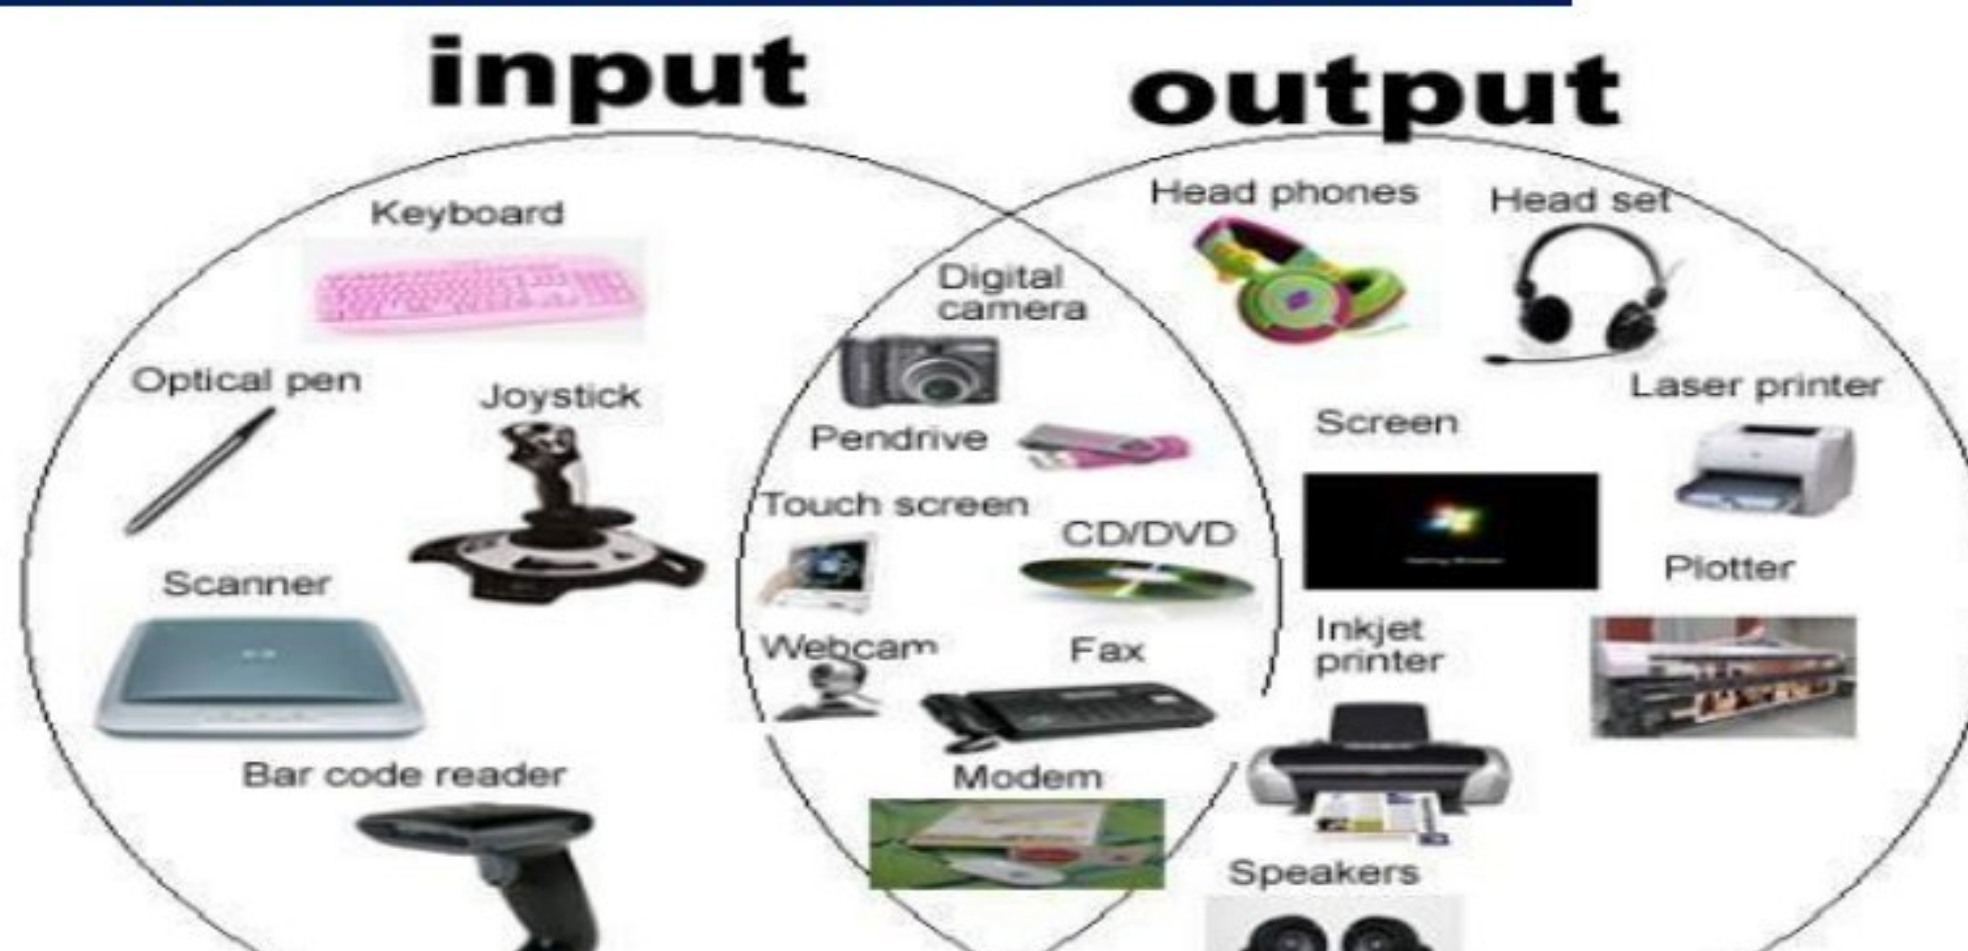 input
output
Keyboard
Head phones
Head set
Digital
camera
Optical pen
Joystick
Laser printer
Screen
Pendrive
Touch screen
CD/DVD
Scanner
Plotter
Webcam
Fax
Inkjet
printer
Bar code reader
Modem
Speakers